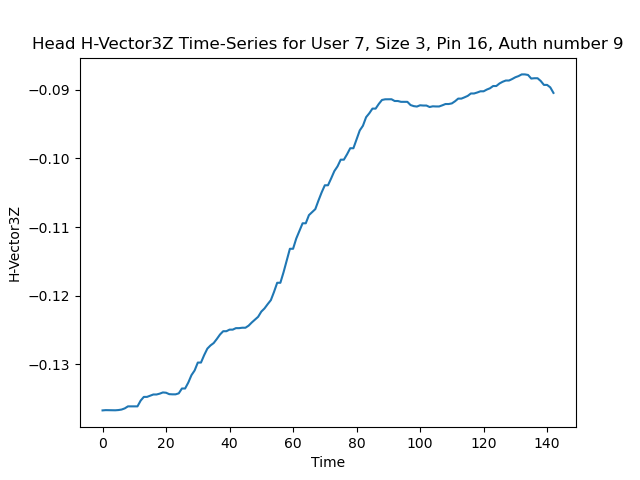 Head H-Vector3Z Time-Series for User 7, Size 3, Pin 16, Auth number 9
H-Vector3Z
−0.09
−0.10
−0.11
−0.12
−0.13
0 20 40 60 80 100 120 140
Time